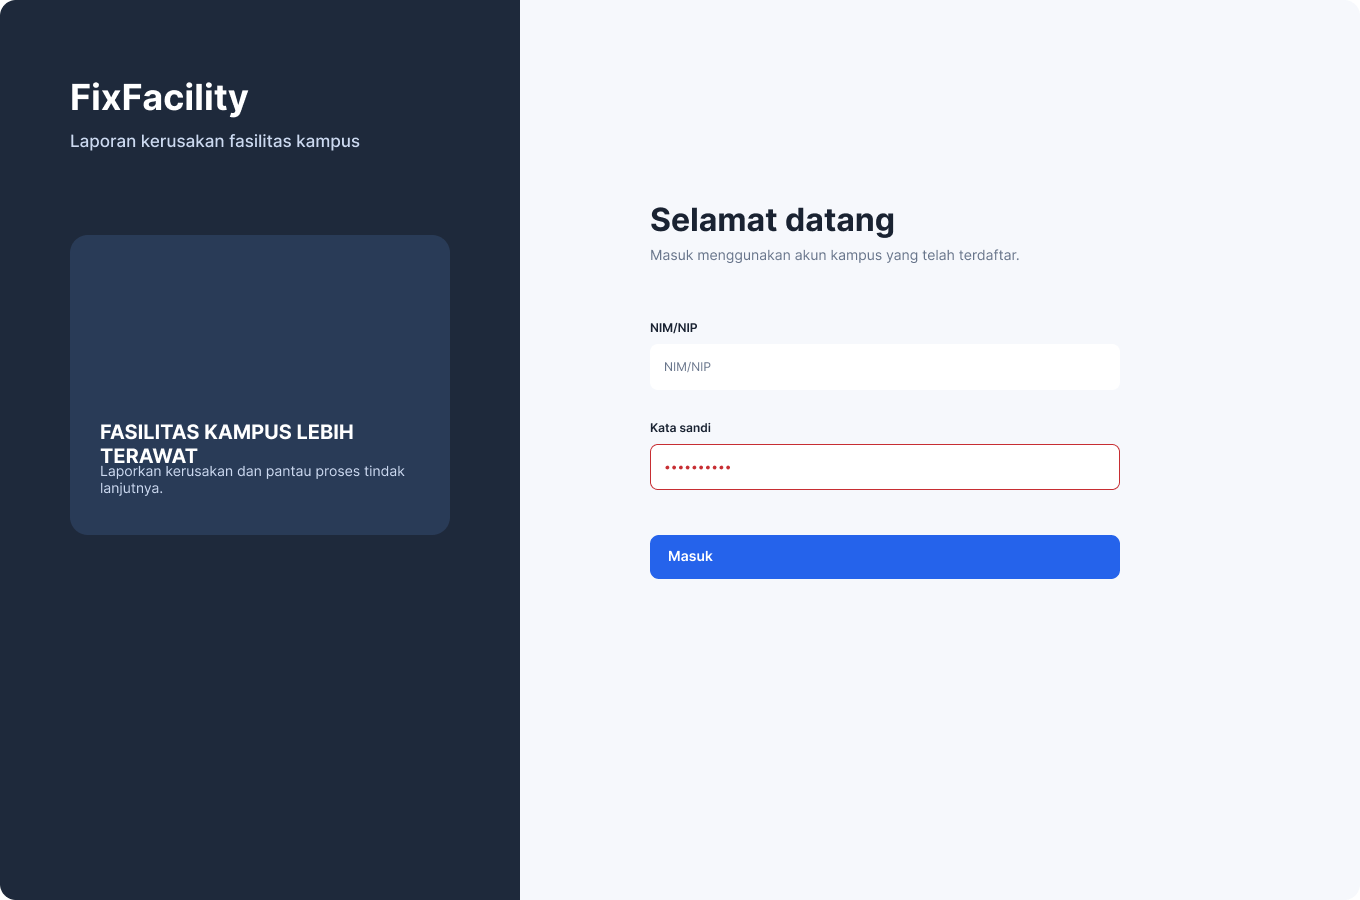 FixFacility
Laporan kerusakan fasilitas kampus
FASILITAS KAMPUS LEBIH
TERAWAT
Laporkan kerusakan dan pantau proses tindak
lanjutnya.
Selamat datang
Masuk menggunakan akun kampus yang telah terdaftar.
NIM/NIP
NIM/NIP
Kata sandi
••••••••••
Masuk